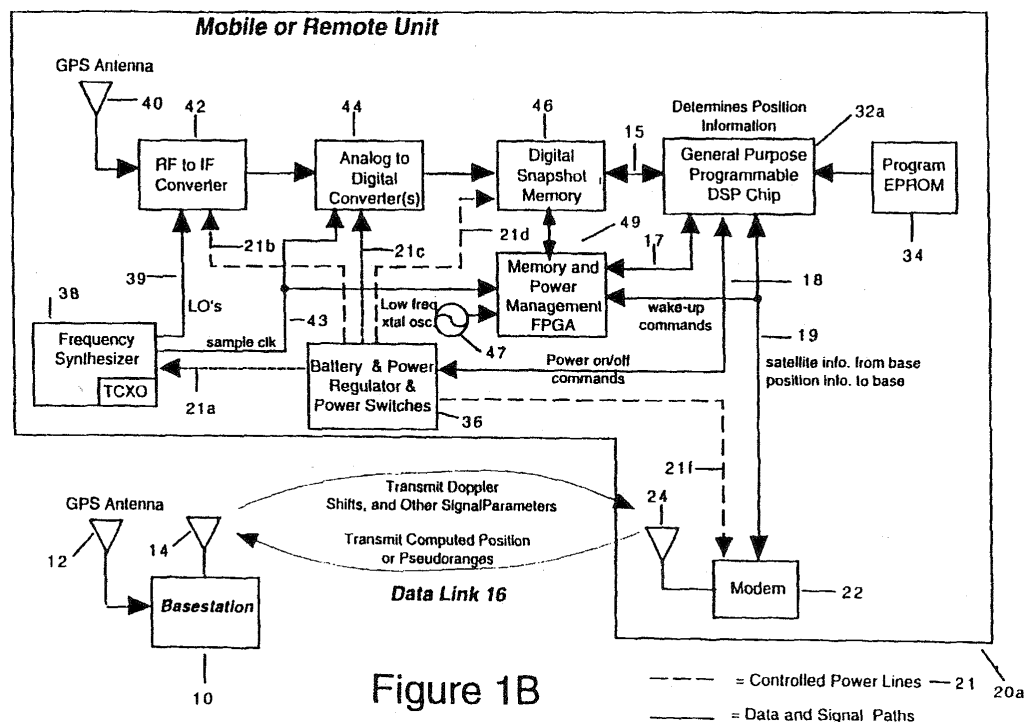 Mobile or Remote Unit
GPS Antenna
40
42
RF to IF
Converter
44
Analog to
Digital
Converter(s)
46
Digital
Snapshot
Memory
15
Determines Position
Information
32a
General Purpose
Programmable
DSP Chip
Program
EPROM
34
39
21b
21c
21d
49
17
18
38
LO's
43
Low freq
xtal osc.
47
Memory and
Power
Management
FPGA
wake-up
commands
19
Frequency
Synthesizer
TCXO
sample clk
21a
Battery & Power
Regulator &
Power Switches
36
Power on/off
commands
satellite info. from base
position info. to base
21f
GPS Antenna
12
14
Transmit Doppler
Shifts, and Other SignalParameters
Transmit Computed Position
or Pseudoranges
24
Data Link 16
Basestation
10
Modem
22
20a
Figure 1B
= Controlled Power Lines
21
= Data and Signal Paths